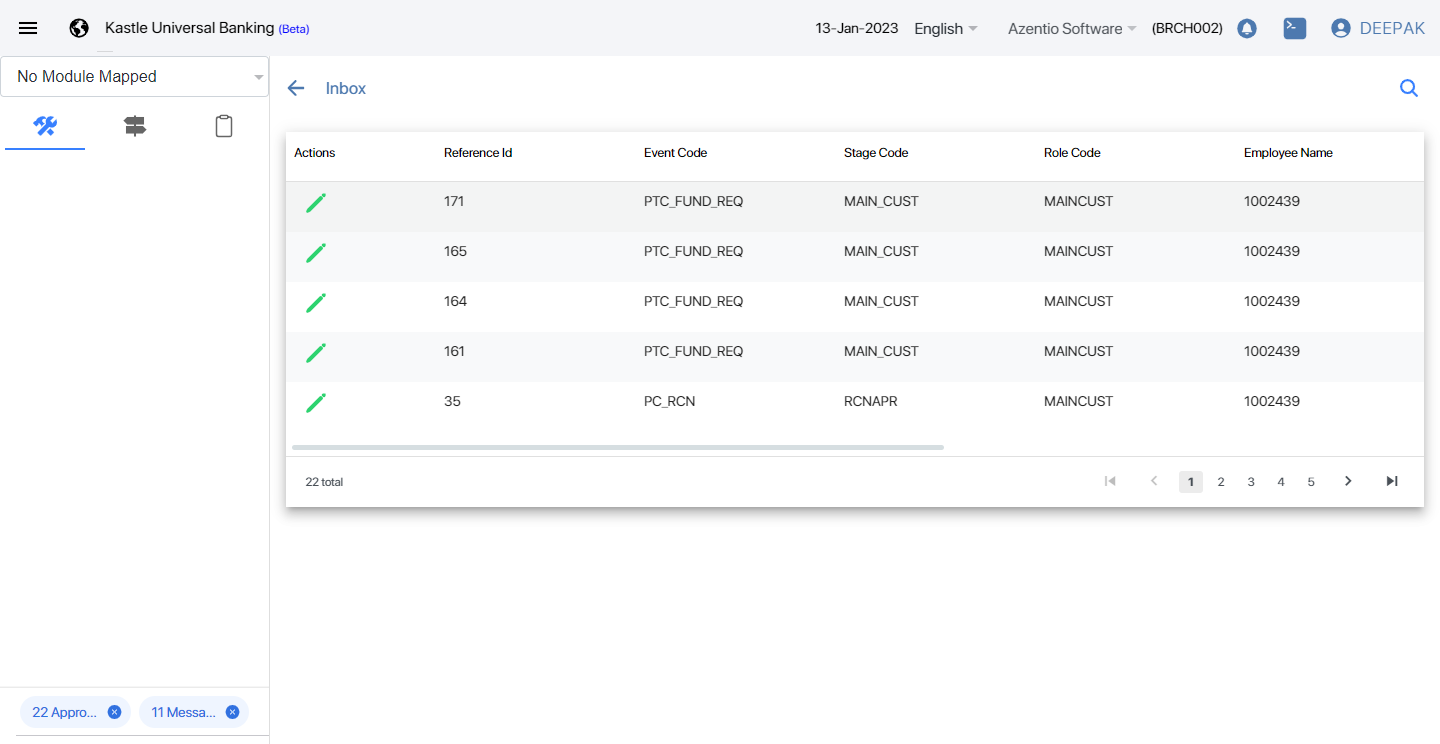 Kastle Universal Banking (Beta) 13-Jan-2023 English Azentio Software (BRCH002) DEEPAK
No Module Mapped
Inbox
Actions Reference Id Event Code Stage Code Role Code Employee Name
171 PTC_FUND_REQ MAIN_CUST MAINCUST 1002439
165 PTC_FUND_REQ MAIN_CUST MAINCUST 1002439
164 PTC_FUND_REQ MAIN_CUST MAINCUST 1002439
161 PTC_FUND_REQ MAIN_CUST MAINCUST 1002439
35 PC_RCN RCNAPR MAINCUST 1002439
22 total 1 2 3 4 5
22 Appro... 11 Messa...